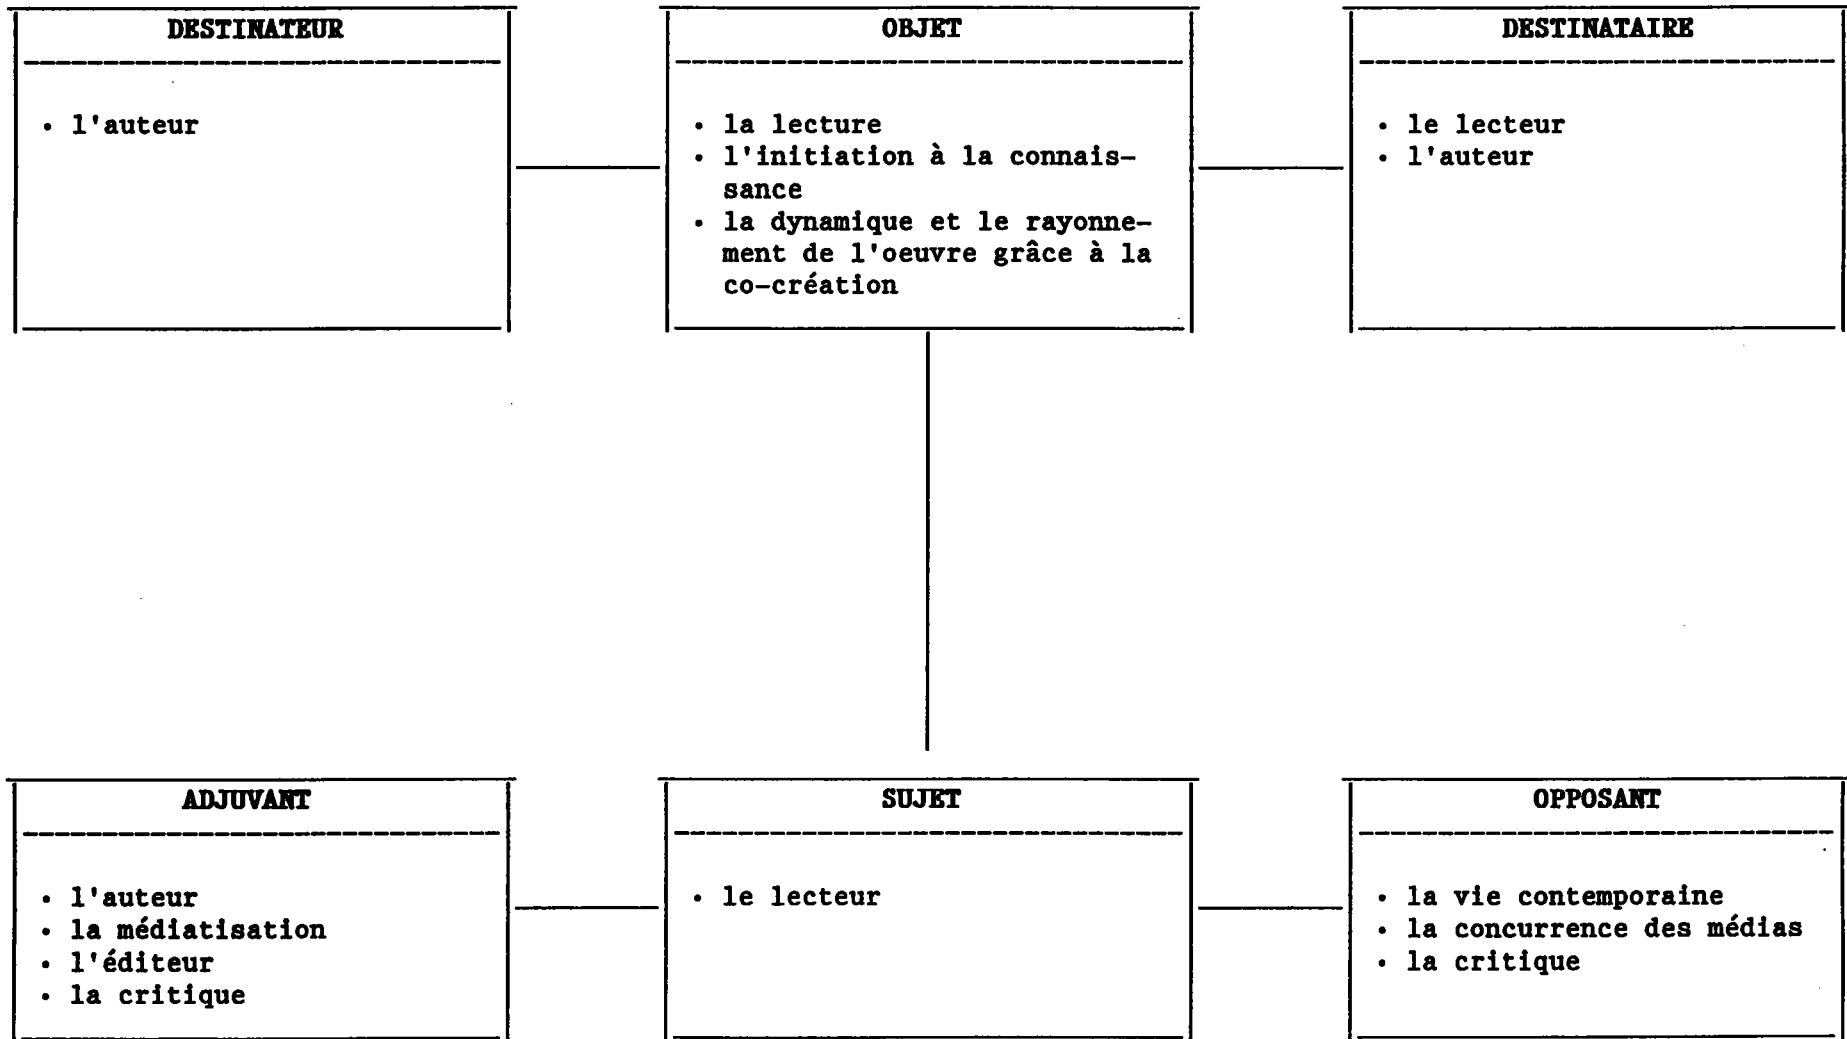 DESTINATEUR
• l'auteur
OBJET
• la lecture
• l'initiation à la connais-
sance
• la dynamique et le rayonne-
ment de l'oeuvre grâce à la
co-création
DESTINATAIRE
• le lecteur
• l'auteur
ADJUVANT
• l'auteur
• la médiatisation
• l'éditeur
• la critique
SUJET
• le lecteur
OPPOSANT
• la vie contemporaine
• la concurrence des médias
• la critique